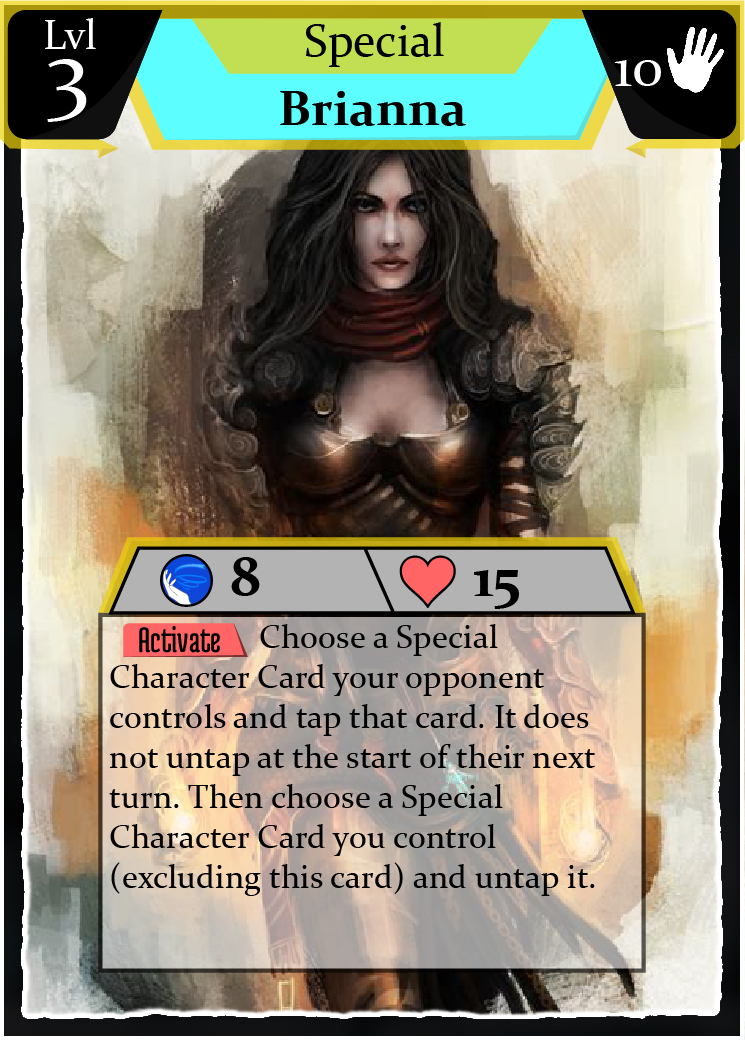 Lvl
3
Special
Brianna
10
8
15
Activate Choose a Special
Character Card your opponent
controls and tap that card. It does
not untap at the start of their next
turn. Then choose a Special
Character Card you control
(excluding this card) and untap it.